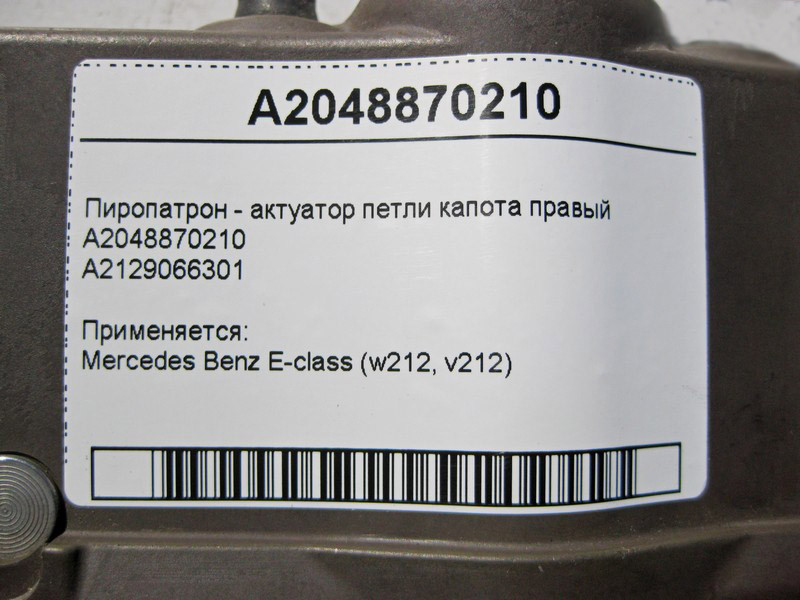 A2048870210
Пиропатрон - актуатор петли капота правый
A2048870210
A2129066301
Применяется:
Mercedes Benz E-class (w212, v212)